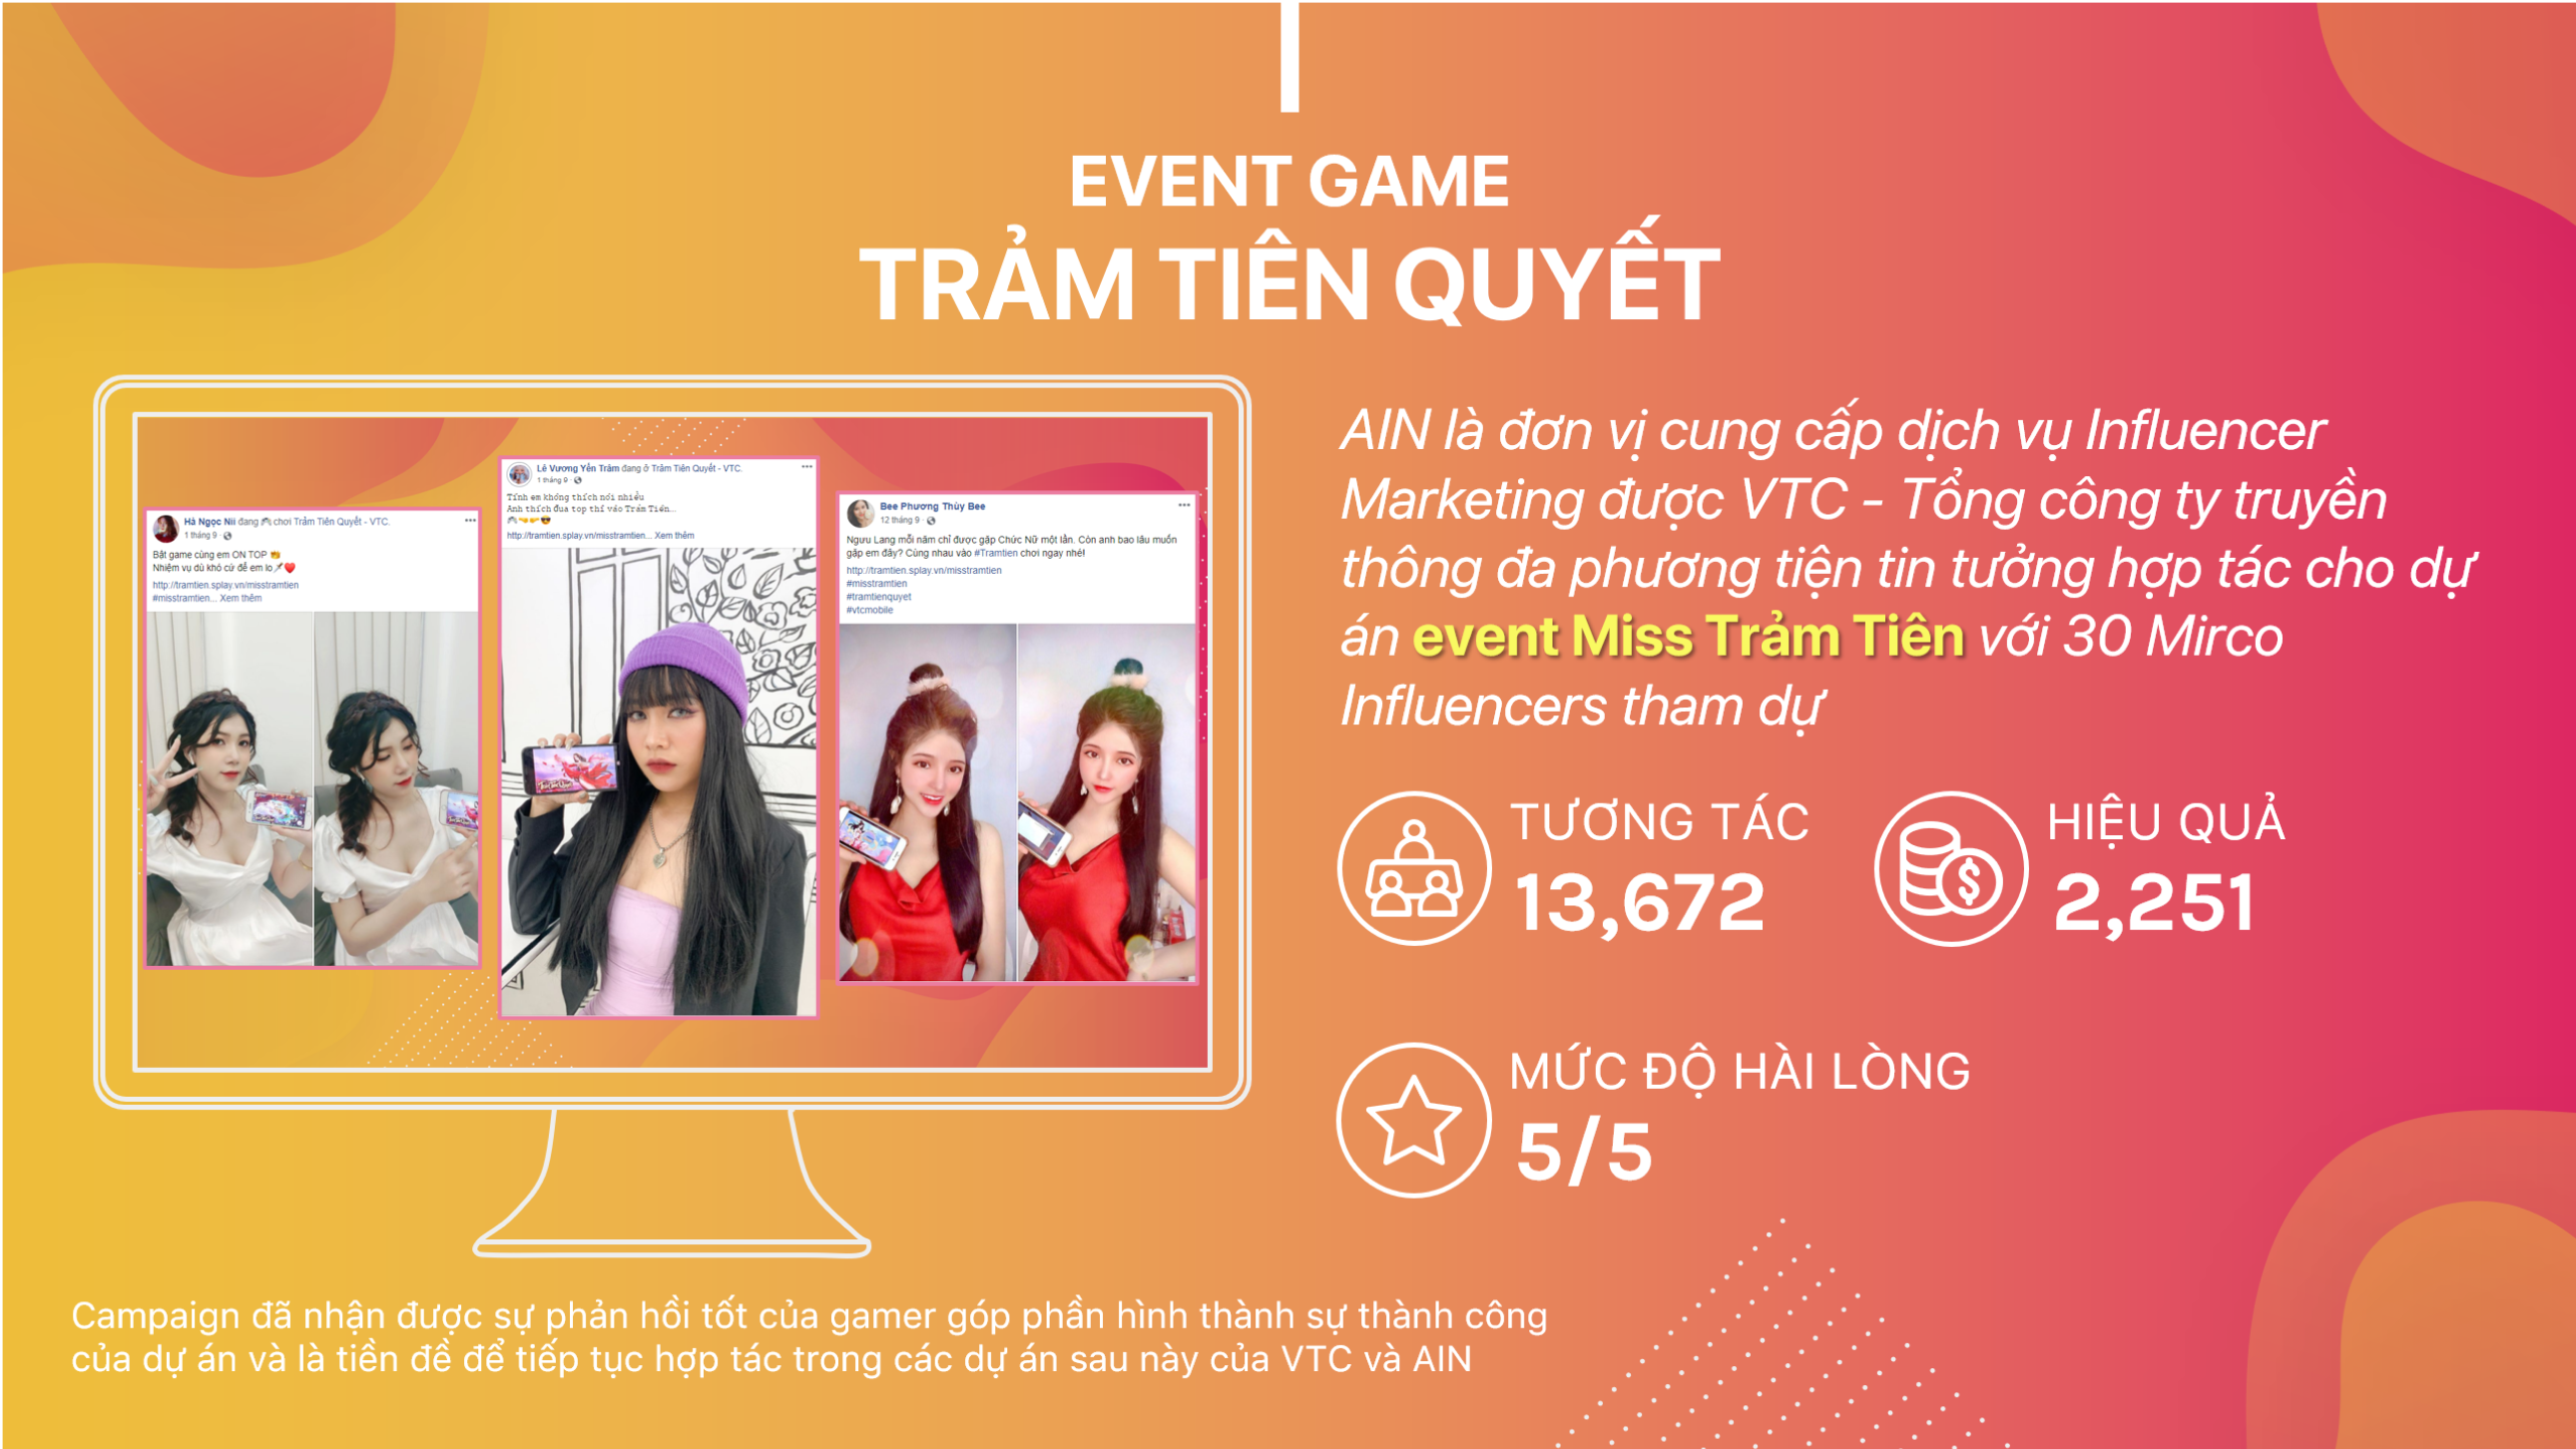 EVENT GAME
TRẢM TIÊN QUYẾT
Hà Ngọc Nii đang 🎮 chơi Trảm Tiên Quyết - VTC.
1 tháng 9
Bật game cùng em ON TOP
Nhiệm vụ dù khó cứ để em lo
http://tramtien.splay.vn/misstramtien
#misstramtien... Xem thêm
Lê Vương Yến Trâm đang ở Trảm Tiên Quyết - VTC.
1 tháng 9
Tính em không thích nói nhiều
Anh thích đua top thì vào Trảm Tiên...
http://tramtien.splay.vn/misstramtien... Xem thêm
Bee Phương Thùy Bee
12 tháng 9
Ngưu Lang mỗi năm chỉ được gặp Chức Nữ một lần. Còn anh bao lâu muốn
gặp em đây? Cùng nhau vào #Tramtien chơi ngay nhé!
http://tramtien.splay.vn/misstramtien
#misstramtien
#tramtienquyet
#vtcmobile
AIN là đơn vị cung cấp dịch vụ Influencer
Marketing được VTC - Tổng công ty truyền
thông đa phương tiện tin tưởng hợp tác cho dự
án event Miss Trảm Tiên với 30 Mirco
Influencers tham dự
TƯƠNG TÁC
13,672
HIỆU QUẢ
2,251
MỨC ĐỘ HÀI LÒNG
5/5
Campaign đã nhận được sự phản hồi tốt của gamer góp phần hình thành sự thành công
của dự án và là tiền đề để tiếp tục hợp tác trong các dự án sau này của VTC và AIN